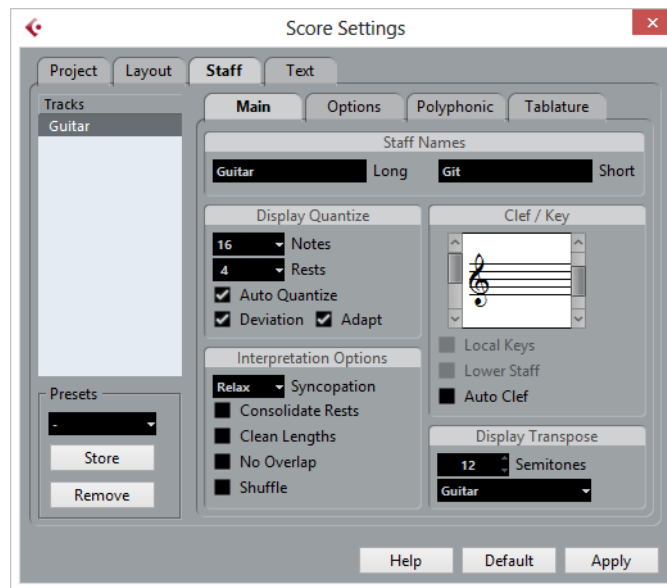 Score Settings
Project Layout Staff Text
Tracks
Guitar
Main Options Polyphonic Tablature
Staff Names
Guitar Long Git Short
Display Quantize
16 Notes
4 Rests
Auto Quantize
Deviation Adapt
Clef / Key
Local Keys
Lower Staff
Auto Clef
Interpretation Options
Relax Syncopation
Consolidate Rests
Clean Lengths
No Overlap
Shuffle
Display Transpose
12 Semitones
Guitar
Presets
-
Store
Remove
Help Default Apply